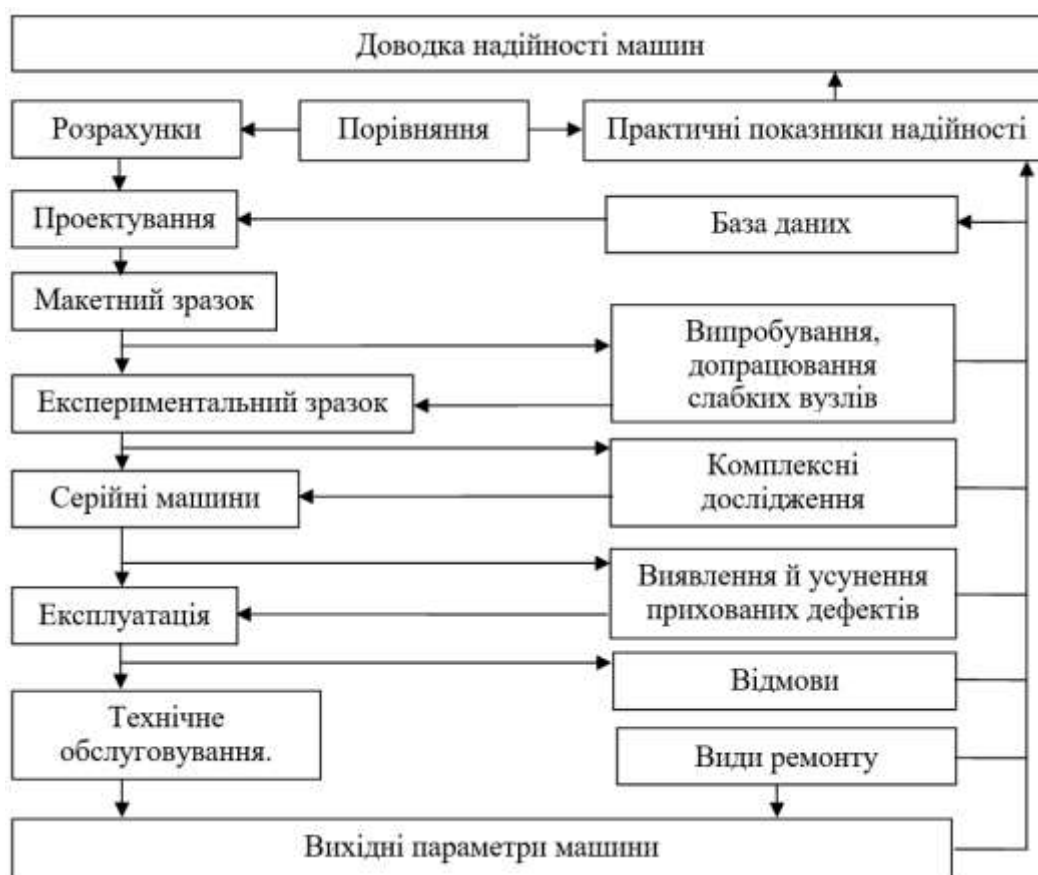 Доводка надійності машин
Розрахунки
Порівняння
Практичні показники надійності
Проектування
База даних
Макетний зразок
Випробування,
допрацювання
слабких вузлів
Експериментальний зразок
Комплексні
дослідження
Серійні машини
Виявлення й усунення
прихованих дефектів
Експлуатація
Відмови
Технічне
обслуговування.
Види ремонту
Вихідні параметри машини